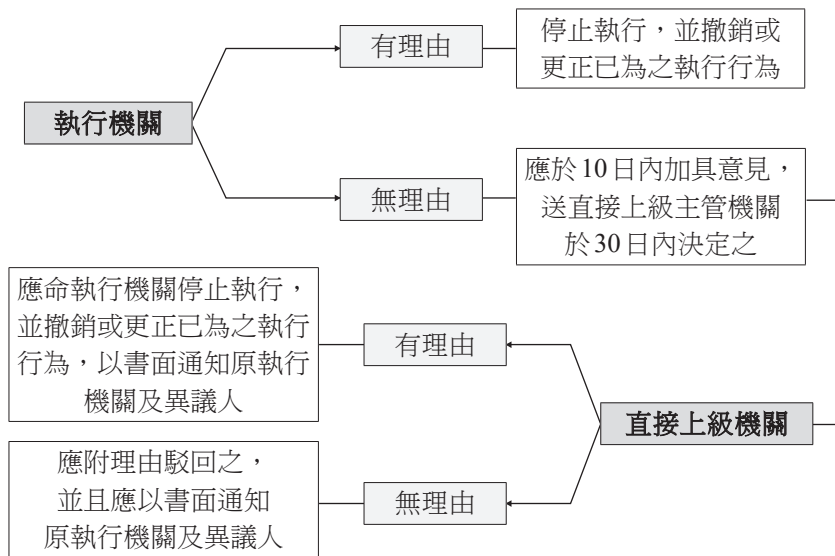 有理由
停止執行，並撤銷或
更正已為之執行行為
執行機關
無理由
應於10日內加具意見，
送直接上級主管機關
於30日內決定之
應命執行機關停止執行，
並撤銷或更正已為之執行
行為，以書面通知原執行
機關及異議人
有理由
直接上級機關
應附理由駁回之，
並且應以書面通知
原執行機關及異議人
無理由